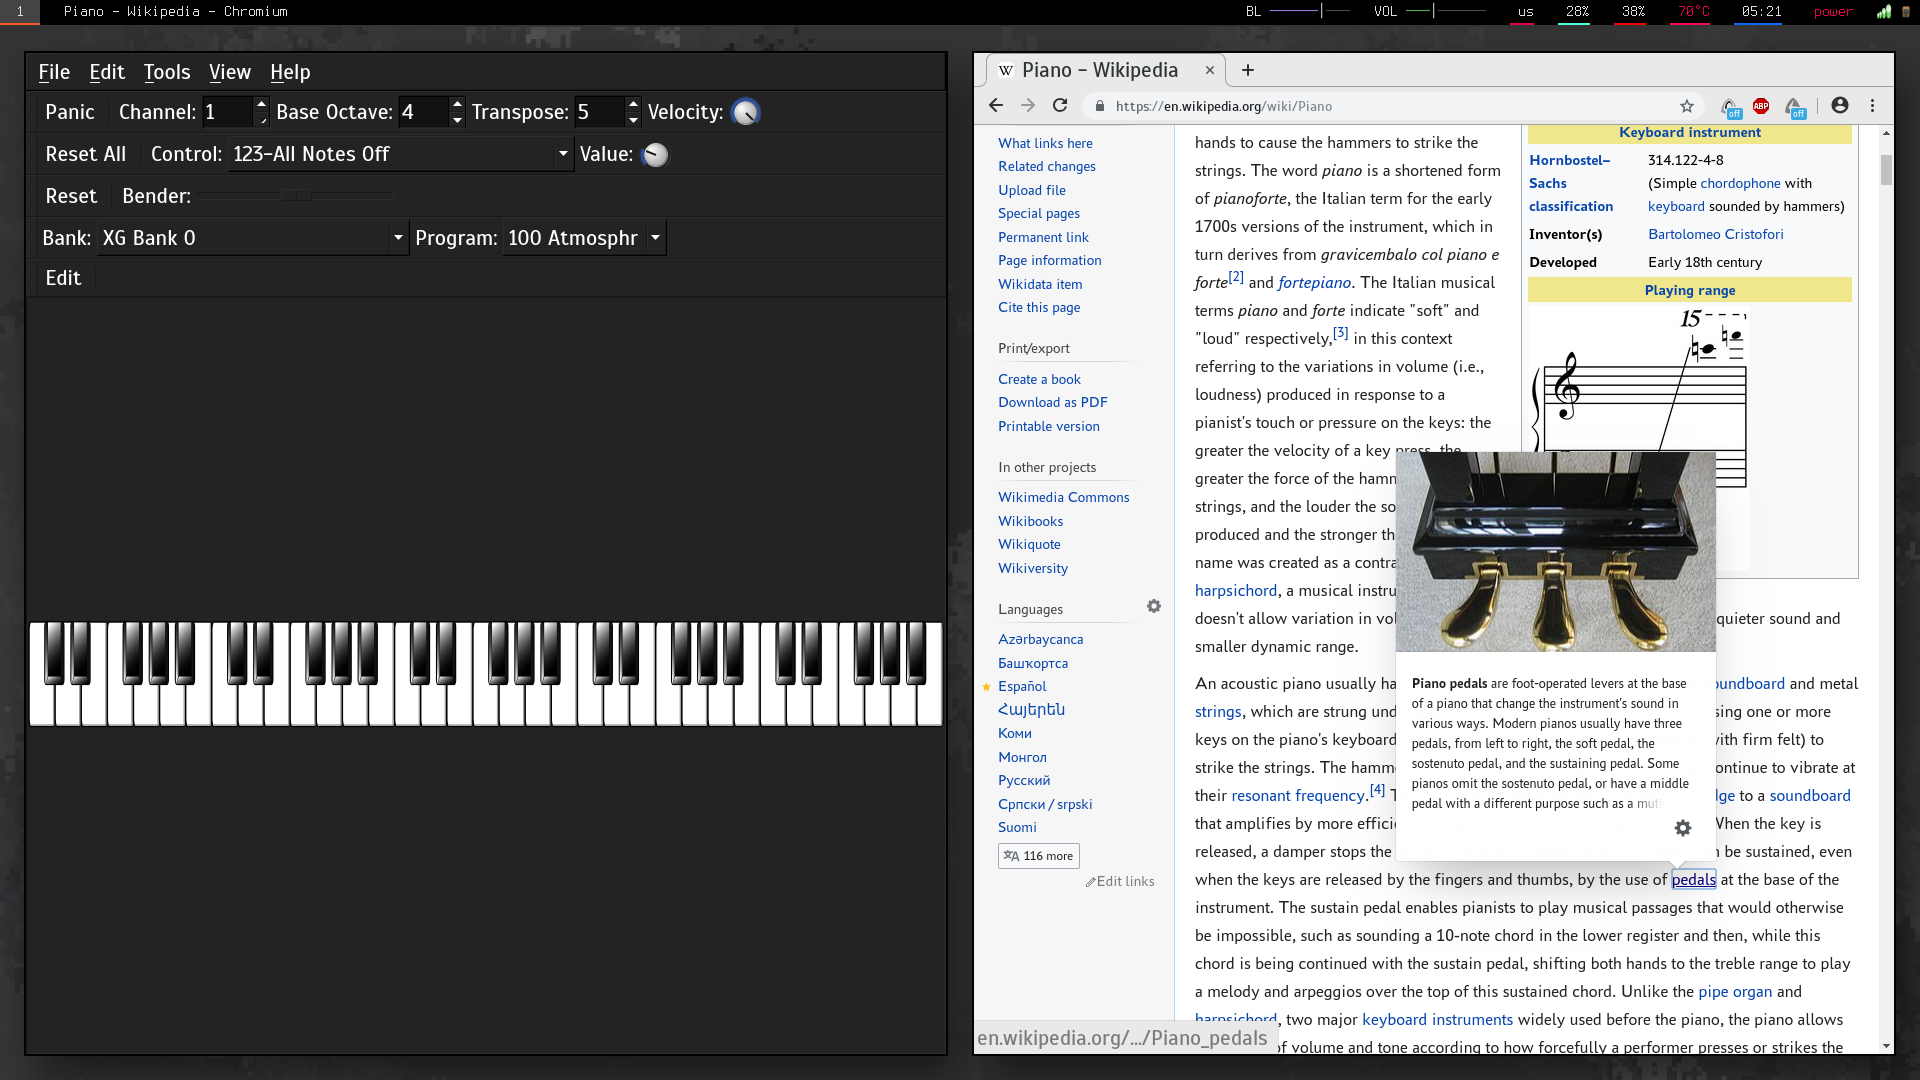 1 Piano - Wikipedia - Chromium BL VOL us 28% 38% 70°C 05:21 power
File Edit Tools View Help
Panic Channel: 1 Base Octave: 4 Transpose: 5 Velocity:
Reset All Control: 123-All Notes Off Value:
Reset Bender:
Bank: XG Bank 0 Program: 100 Atmosphr
Edit
W Piano - Wikipedia
https://en.wikipedia.org/wiki/Piano
off
ABP
off
What links here
Related changes
Upload file
Special pages
Permanent link
Page information
Wikidata item
Cite this page
Print/export
Create a book
Download as PDF
Printable version
In other projects
Wikimedia Commons
Wikibooks
Wikiquote
Wikiversity
Languages
Azərbaycanca
Башҡортса
Español
Հայերեն
Коми
Монгол
Русский
Српски / srpski
Suomi
116 more
Edit links
hands to cause the hammers to strike the
strings. The word piano is a shortened form
of pianoforte, the Italian term for the early
1700s versions of the instrument, which in
turn derives from gravicembalo col piano e
forte[2] and fortepiano. The Italian musical
terms piano and forte indicate "soft" and
"loud" respectively,[3] in this context
referring to the variations in volume (i.e.,
loudness) produced in response to a
pianist's touch or pressure on the keys: the
greater the velocity of a key press, the
greater the force of the hamm
strings, and the louder the so
produced and the stronger th
name was created as a contra
harpsichord, a musical instru
doesn't allow variation in vol quieter sound and
smaller dynamic range.
Keyboard instrument
Hornbostel–Sachs classification 314.122-4-8
(Simple chordophone with
keyboard sounded by hammers)
Inventor(s) Bartolomeo Cristofori
Developed Early 18th century
Playing range
15
An acoustic piano usually ha oundboard and metal
strings, which are strung und sing one or more
keys on the piano's keyboard vith firm felt) to
strike the strings. The hamme ontinue to vibrate at
their resonant frequency.[4] T dge to a soundboard
that amplifies by more effici When the key is
released, a damper stops the n be sustained, even
when the keys are released by the fingers and thumbs, by the use of pedals at the base of the
instrument. The sustain pedal enables pianists to play musical passages that would otherwise
be impossible, such as sounding a 10-note chord in the lower register and then, while this
chord is being continued with the sustain pedal, shifting both hands to the treble range to play
a melody and arpeggios over the top of this sustained chord. Unlike the pipe organ and
harpsichord, two major keyboard instruments widely used before the piano, the piano allows
of volume and tone according to how forcefully a performer presses or strikes the
Piano pedals are foot-operated levers at the base
of a piano that change the instrument's sound in
various ways. Modern pianos usually have three
pedals, from left to right, the soft pedal, the
sostenuto pedal, and the sustaining pedal. Some
pianos omit the sostenuto pedal, or have a middle
pedal with a different purpose such as a mut
en.wikipedia.org/.../Piano_pedals